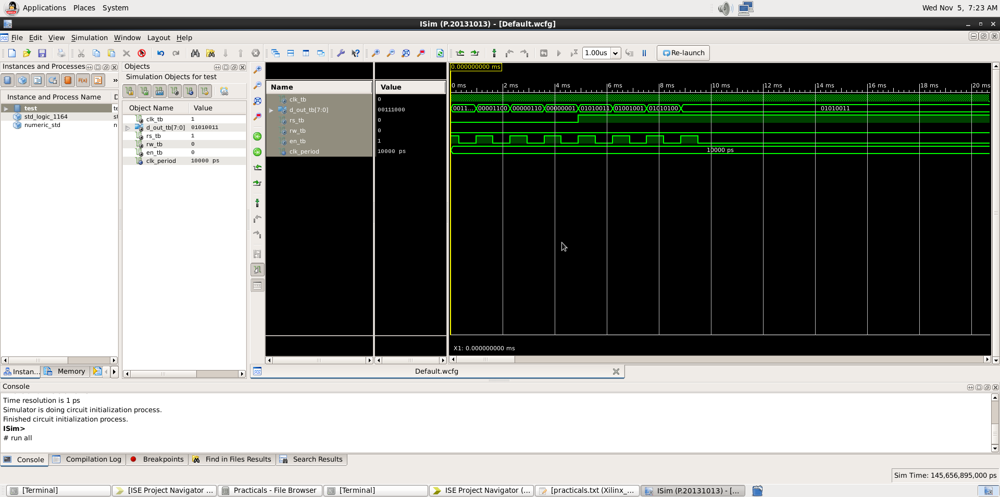 Applications Places System
Wed Nov 5, 7:23 AM
ISim (P.20131013) - [Default.wcfg]
File Edit View Simulation Window Layout Help
1.00us
Re-launch
Instances and Processes
Objects
Simulation Objects for test
F(x)
»
Instance and Process Name
D
test
te
std_logic_1164
st
numeric_std
n
Object Name Value
clk_tb 1
d_out_tb[7:0] 01010011
rs_tb 1
rw_tb 0
en_tb 0
clk_period 10000 ps
Name Value
clk_tb 0
d_out_tb[7:0] 00111000
rs_tb 0
rw_tb 0
en_tb 1
clk_period 10000 ps
0.000000000 ms
0 ms 2 ms 4 ms 6 ms 8 ms 10 ms 12 ms 14 ms 16 ms 18 ms 20 ms
0011... 00001100 00000110 00000001 01010011 01001001 01010100 01010011
10000 ps
X1: 0.000000000 ms
Instan... Memory
Default.wcfg
Console
Time resolution is 1 ps
Simulator is doing circuit initialization process.
Finished circuit initialization process.
ISim>
# run all
Console Compilation Log Breakpoints Find in Files Results Search Results
Sim Time: 145,656,895,000 ps
[Terminal] [ISE Project Navigator ... Practicals - File Browser [Terminal] ISE Project Navigator (... [practicals.txt (Xilinx_... ISim (P.20131013) - [...